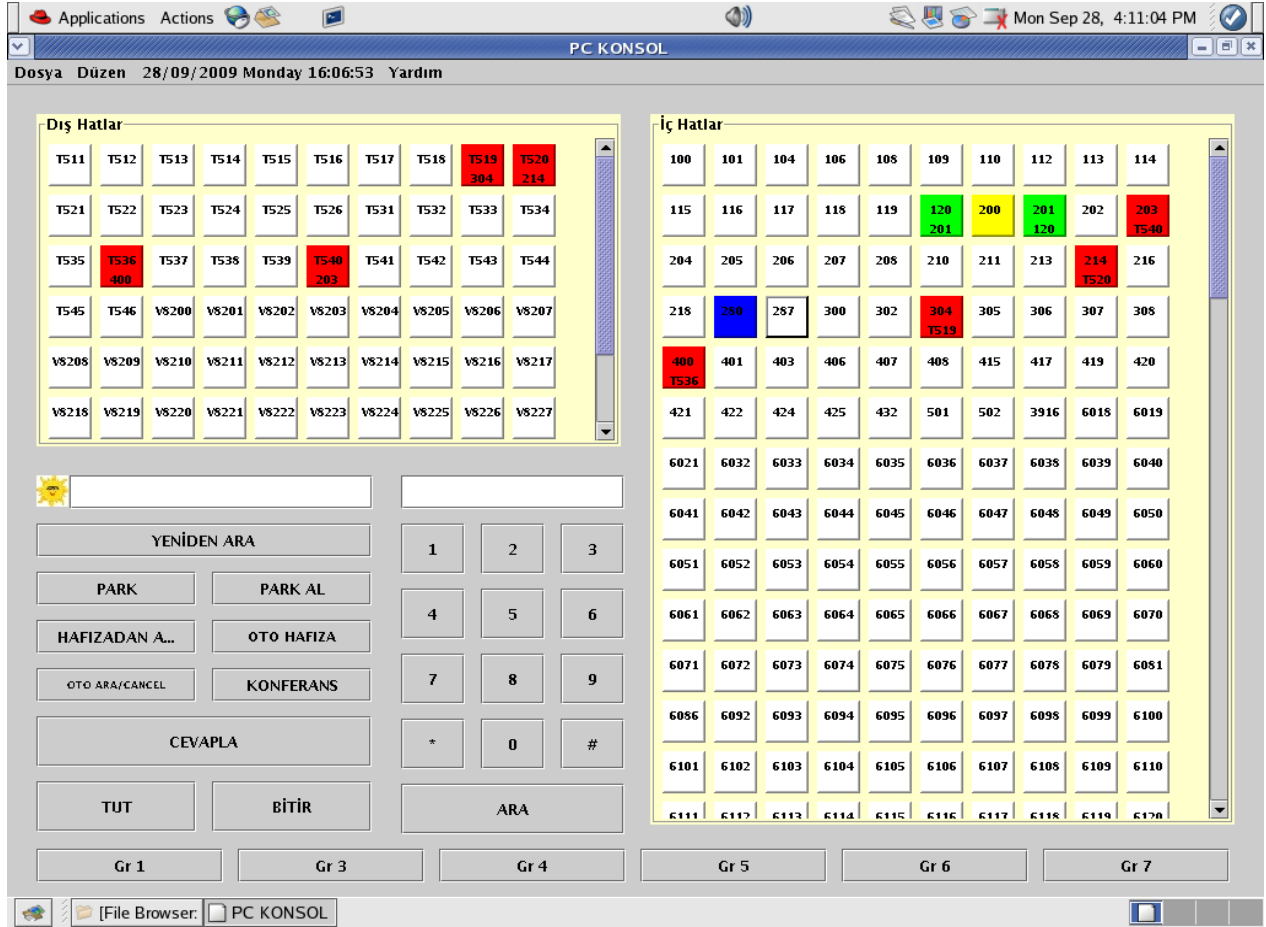 Applications Actions Mon Sep 28, 4:11:04 PM
PC KONSOL
Dosya Düzen 28/09/2009 Monday 16:06:53 Yardım
Dış Hatlar
T511 T512 T513 T514 T515 T516 T517 T518 T519 304 T520 214
T521 T522 T523 T524 T525 T526 T531 T532 T533 T534
T535 T536 400 T537 T538 T539 T540 203 T541 T542 T543 T544
T545 T546 V8200 V8201 V8202 V8203 V8204 V8205 V8206 V8207
V8208 V8209 V8210 V8211 V8212 V8213 V8214 V8215 V8216 V8217
V8218 V8219 V8220 V8221 V8222 V8223 V8224 V8225 V8226 V8227
İç Hatlar
100 101 104 106 108 109 110 112 113 114
115 116 117 118 119 120 201 200 201 120 202 203 T540
204 205 206 207 208 210 211 213 214 T520 216
218 280 287 300 302 304 T519 305 306 307 308
400 T536 401 403 406 407 408 415 417 419 420
421 422 424 425 432 501 502 3916 6018 6019
6021 6032 6033 6034 6035 6036 6037 6038 6039 6040
6041 6042 6043 6044 6045 6046 6047 6048 6049 6050
6051 6052 6053 6054 6055 6056 6057 6058 6059 6060
6061 6062 6063 6064 6065 6066 6067 6068 6069 6070
6071 6072 6073 6074 6075 6076 6077 6078 6079 6081
6086 6092 6093 6094 6095 6096 6097 6098 6099 6100
6101 6102 6103 6104 6105 6106 6107 6108 6109 6110
6111 6112 6113 6114 6115 6116 6117 6118 6119 6120
YENİDEN ARA
PARK PARK AL
HAFIZADAN A... OTO HAFIZA
OTO ARA/CANCEL KONFERANS
CEVAPLA
TUT BİTİR
1 2 3
4 5 6
7 8 9
* 0 #
ARA
Gr 1 Gr 3 Gr 4 Gr 5 Gr 6 Gr 7
[File Browser: PC KONSOL